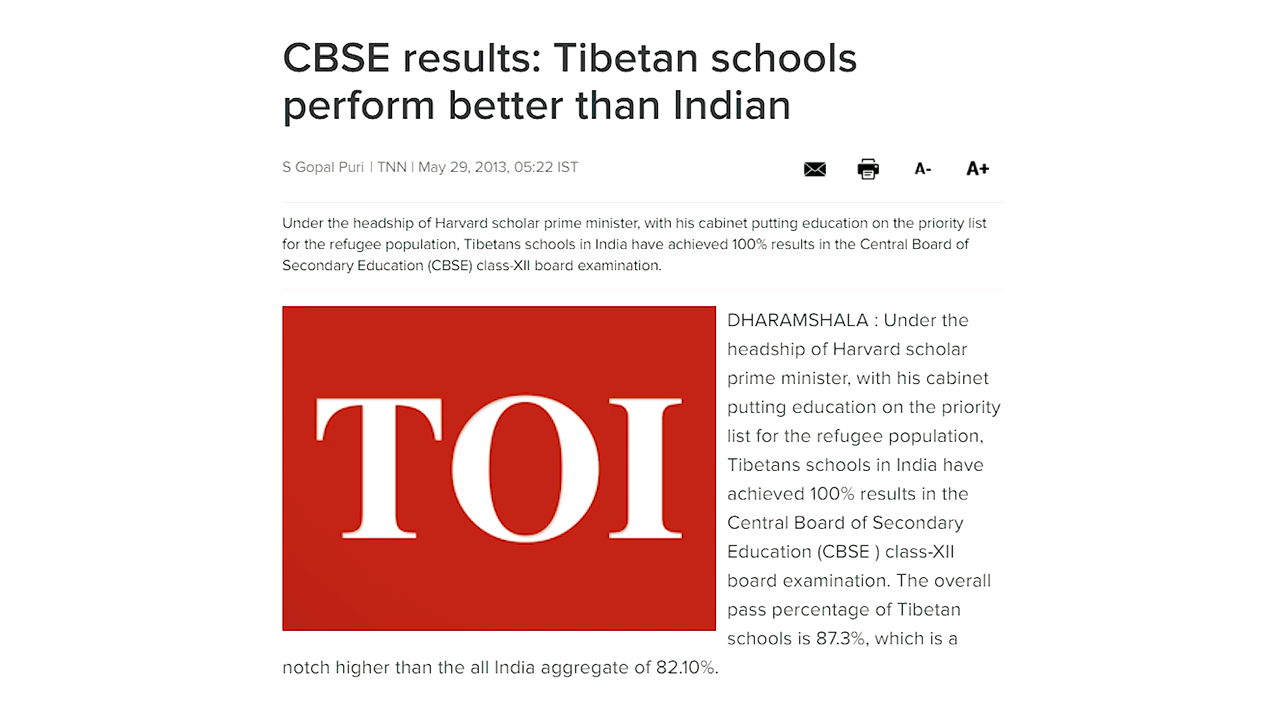 CBSE results: Tibetan schools
perform better than Indian
S Gopal Puri | TNN | May 29, 2013, 05:22 IST
A- A+
Under the headship of Harvard scholar prime minister, with his cabinet putting education on the priority list
for the refugee population, Tibetans schools in India have achieved 100% results in the Central Board of
Secondary Education (CBSE) class-XII board examination.
TOI
DHARAMSHALA : Under the
headship of Harvard scholar
prime minister, with his cabinet
putting education on the priority
list for the refugee population,
Tibetans schools in India have
achieved 100% results in the
Central Board of Secondary
Education (CBSE ) class-XII
board examination. The overall
pass percentage of Tibetan
schools is 87.3%, which is a
notch higher than the all India aggregate of 82.10%.